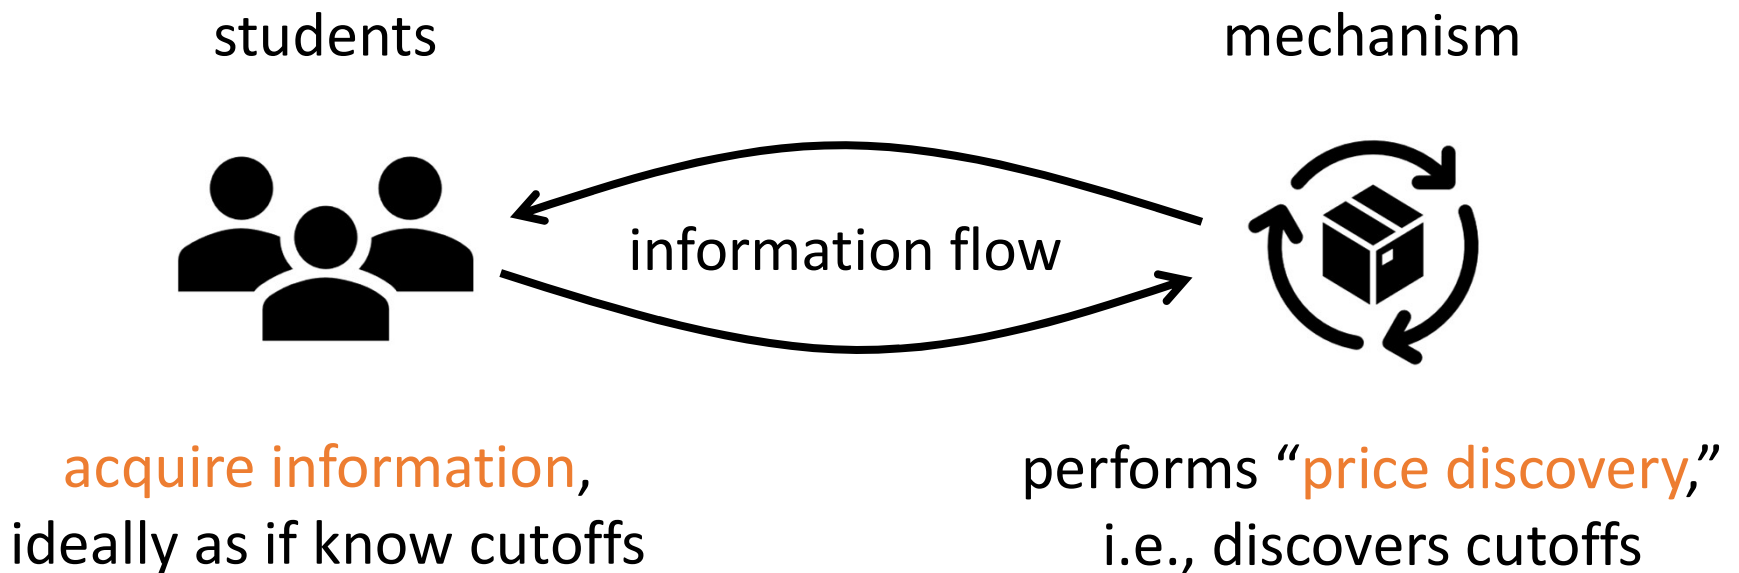 students
mechanism
information flow
acquire information,
ideally as if know cutoffs
performs “price discovery,”
i.e., discovers cutoffs